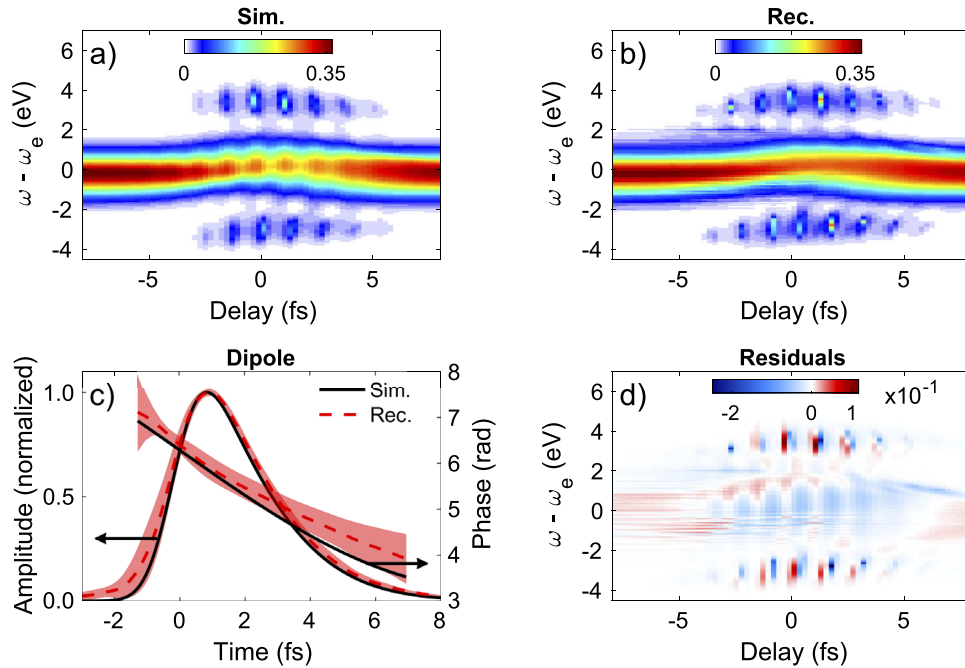 Sim.
a)
0
0.35
6
4
2
0
-2
-4
ω - ωe (eV)
-5
0
5
Delay (fs)
Rec.
b)
0
0.35
6
4
2
0
-2
-4
ω - ωe (eV)
-5
0
5
Delay (fs)
Dipole
c)
Sim.
Rec.
1.0
0.5
0.0
Amplitude (normalized)
8
7
6
5
4
3
Phase (rad)
-2
0
2
4
6
8
Time (fs)
Residuals
d)
-2
0
1
x10⁻¹
6
4
2
0
-2
-4
ω - ωe (eV)
-5
0
5
Delay (fs)